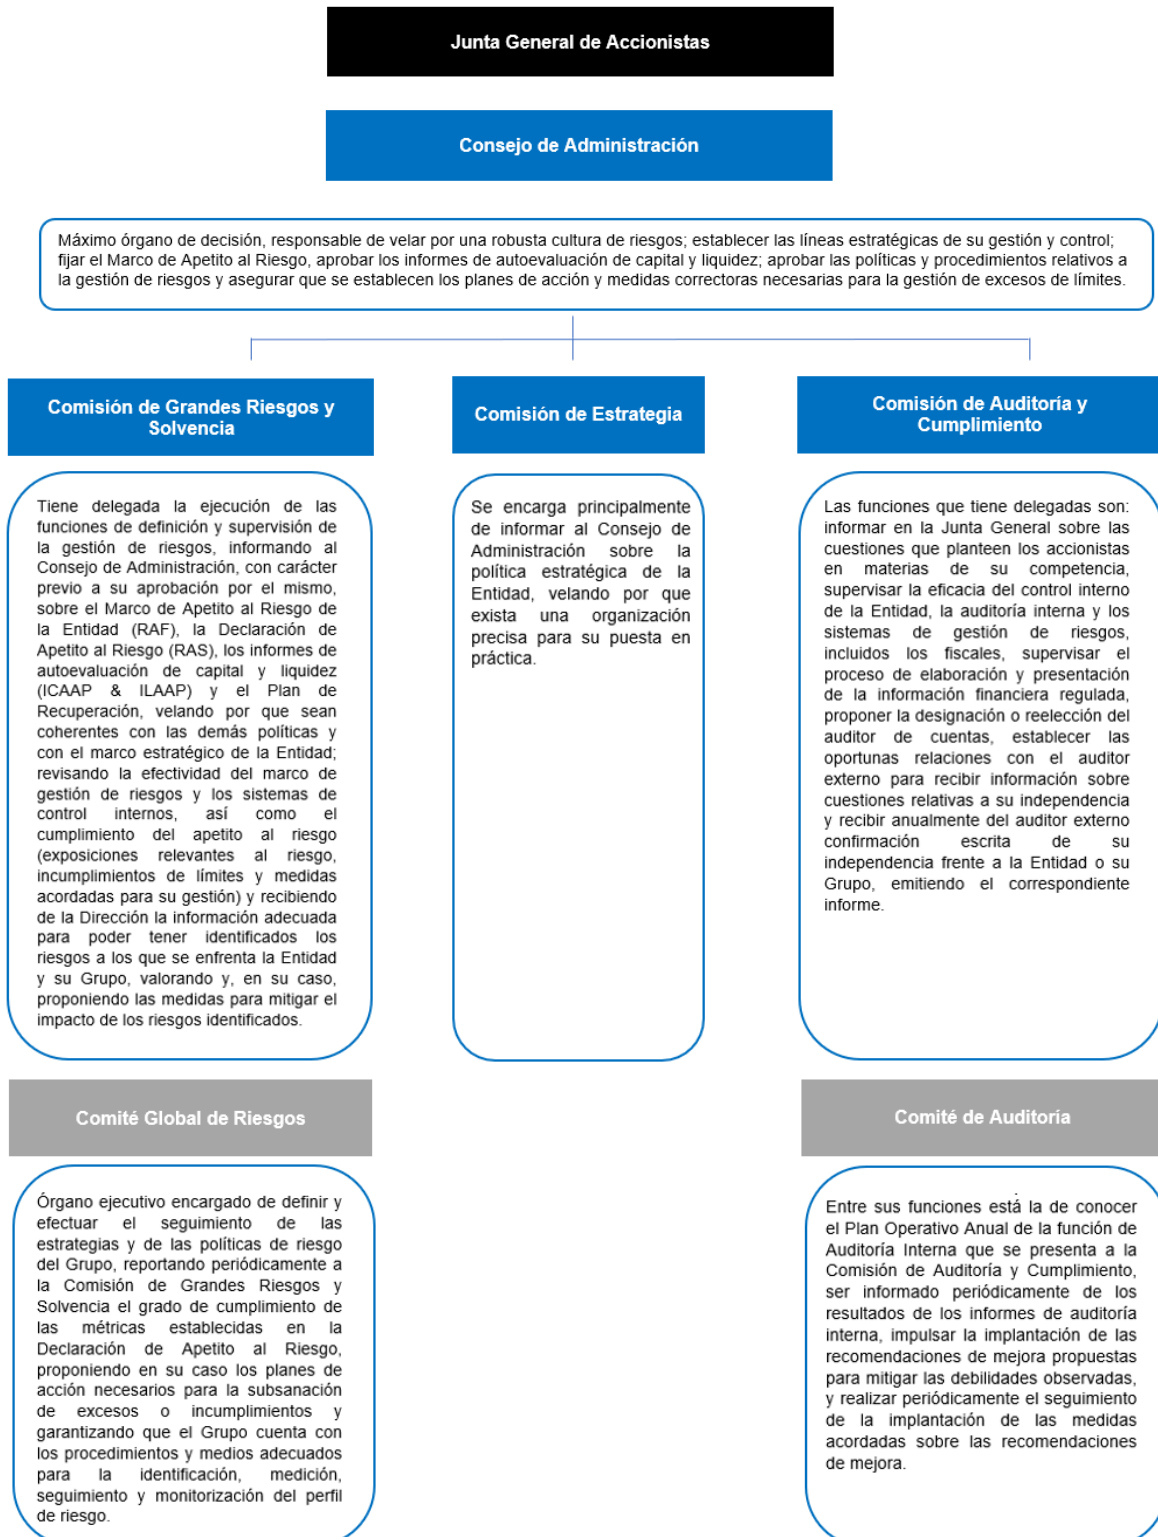 Junta General de Accionistas
Consejo de Administración
Máximo órgano de decisión, responsable de velar por una robusta cultura de riesgos; establecer las líneas estratégicas de su gestión y control;
fijar el Marco de Apetito al Riesgo, aprobar los informes de autoevaluación de capital y liquidez; aprobar las políticas y procedimientos relativos a
la gestión de riesgos y asegurar que se establecen los planes de acción y medidas correctoras necesarias para la gestión de excesos de límites.
Comisión de Grandes Riesgos y
Solvencia
Tiene delegada la ejecución de las
funciones de definición y supervisión de
la gestión de riesgos, informando al
Consejo de Administración, con carácter
previo a su aprobación por el mismo,
sobre el Marco de Apetito al Riesgo de
la Entidad (RAF), la Declaración de
Apetito al Riesgo (RAS), los informes de
autoevaluación de capital y liquidez
(ICAAP & ILAAP) y el Plan de
Recuperación, velando por que sean
coherentes con las demás políticas y
con el marco estratégico de la Entidad;
revisando la efectividad del marco de
gestión de riesgos y los sistemas de
control internos, así como el
cumplimiento del apetito al riesgo
(exposiciones relevantes al riesgo,
incumplimientos de límites y medidas
acordadas para su gestión) y recibiendo
de la Dirección la información adecuada
para poder tener identificados los
riesgos a los que se enfrenta la Entidad
y su Grupo, valorando y, en su caso,
proponiendo las medidas para mitigar el
impacto de los riesgos identificados.
Comisión de Estrategia
Se encarga principalmente
de informar al Consejo de
Administración sobre la
política estratégica de la
Entidad, velando por que
exista una organización
precisa para su puesta en
práctica.
Comisión de Auditoría y
Cumplimiento
Las funciones que tiene delegadas son:
informar en la Junta General sobre las
cuestiones que planteen los accionistas
en materias de su competencia,
supervisar la eficacia del control interno
de la Entidad, la auditoría interna y los
sistemas de gestión de riesgos,
incluidos los fiscales, supervisar el
proceso de elaboración y presentación
de la información financiera regulada,
proponer la designación o reelección del
auditor de cuentas, establecer las
oportunas relaciones con el auditor
externo para recibir información sobre
cuestiones relativas a su independencia
y recibir anualmente del auditor externo
confirmación escrita de su
independencia frente a la Entidad o su
Grupo, emitiendo el correspondiente
informe.
Comité Global de Riesgos
Órgano ejecutivo encargado de definir y
efectuar el seguimiento de las
estrategias y de las políticas de riesgo
del Grupo, reportando periódicamente a
la Comisión de Grandes Riesgos y
Solvencia el grado de cumplimiento de
las métricas establecidas en la
Declaración de Apetito al Riesgo,
proponiendo en su caso los planes de
acción necesarios para la subsanación
de excesos o incumplimientos y
garantizando que el Grupo cuenta con
los procedimientos y medios adecuados
para la identificación, medición,
seguimiento y monitorización del perfil
de riesgo.
Comité de Auditoría
.
Entre sus funciones está la de conocer
el Plan Operativo Anual de la función de
Auditoría Interna que se presenta a la
Comisión de Auditoría y Cumplimiento,
ser informado periódicamente de los
resultados de los informes de auditoría
interna, impulsar la implantación de las
recomendaciones de mejora propuestas
para mitigar las debilidades observadas,
y realizar periódicamente el seguimiento
de la implantación de las medidas
acordadas sobre las recomendaciones
de mejora.